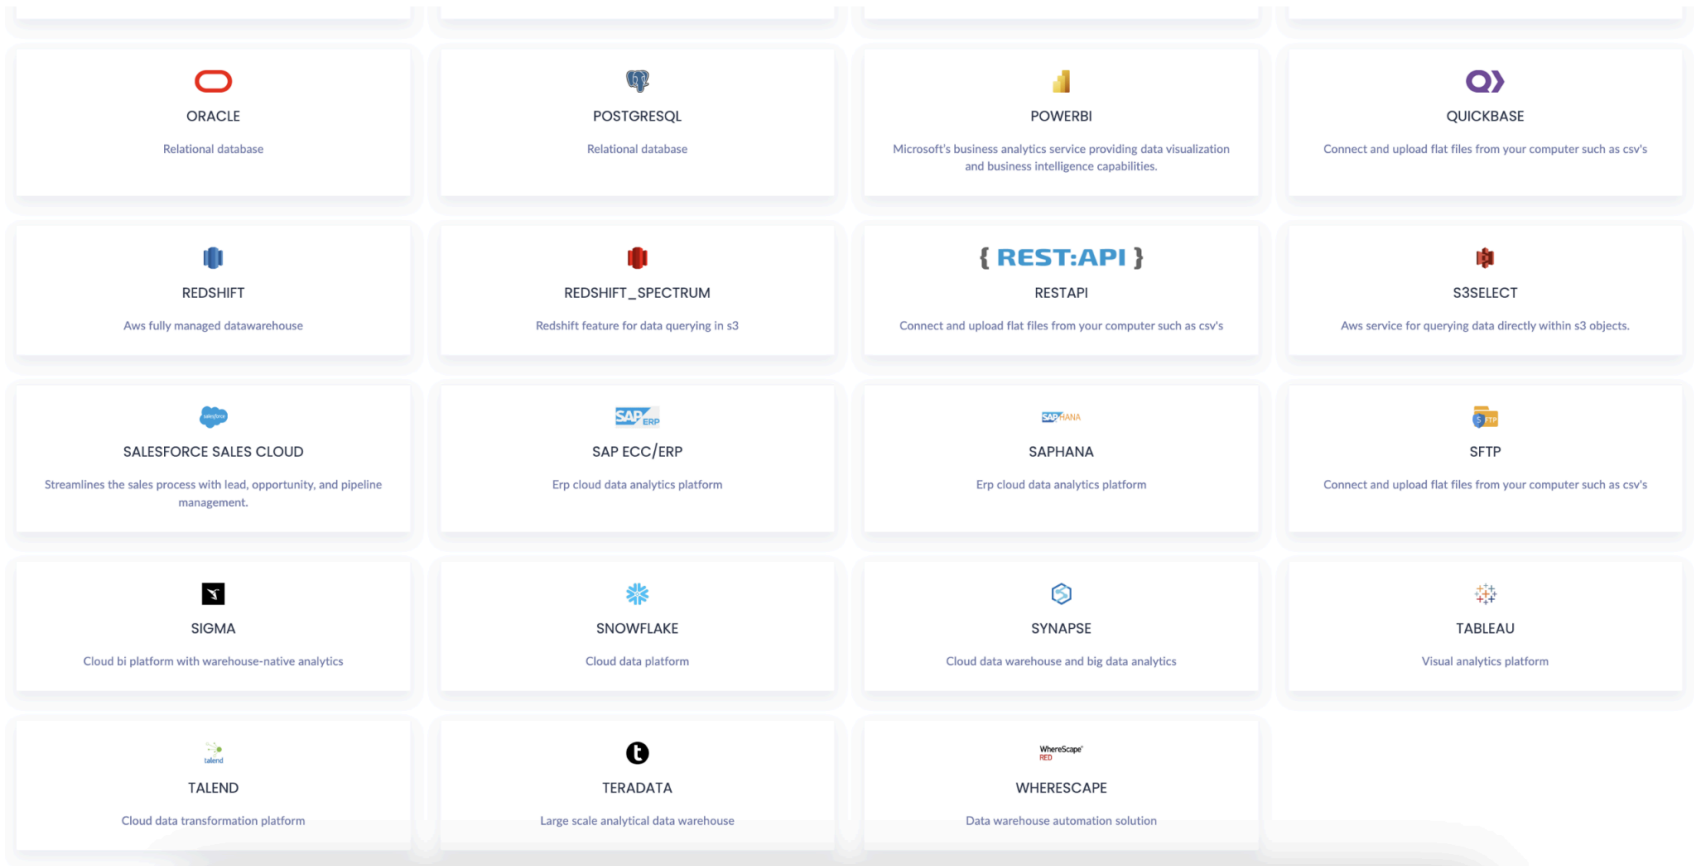 ORACLE
Relational database
POSTGRESQL
Relational database
POWERBI
Microsoft's business analytics service providing data visualization
and business intelligence capabilities.
QUICKBASE
Connect and upload flat files from your computer such as csv's
REDSHIFT
Aws fully managed datawarehouse
REDSHIFT_SPECTRUM
Redshift feature for data querying in s3
{ REST:API }
RESTAPI
Connect and upload flat files from your computer such as csv's
S3SELECT
Aws service for querying data directly within s3 objects.
salesforce
SALESFORCE SALES CLOUD
Streamlines the sales process with lead, opportunity, and pipeline
management.
SAP ERP
SAP ECC/ERP
Erp cloud data analytics platform
SAP HANA
SAPHANA
Erp cloud data analytics platform
S FTP
SFTP
Connect and upload flat files from your computer such as csv's
SIGMA
Cloud bi platform with warehouse-native analytics
SNOWFLAKE
Cloud data platform
SYNAPSE
Cloud data warehouse and big data analytics
TABLEAU
Visual analytics platform
talend
TALEND
Cloud data transformation platform
t
TERADATA
Large scale analytical data warehouse
WhereScape
RED
WHERESCAPE
Data warehouse automation solution